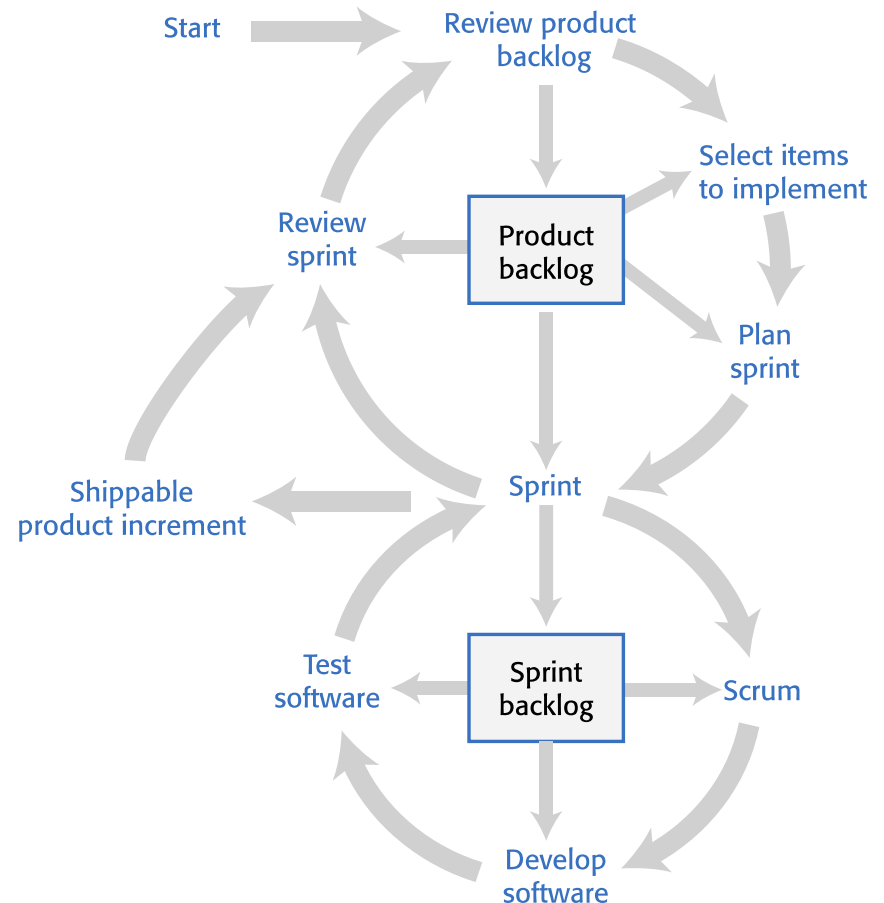 Start
Review product
backlog
Select items
to implement
Review
sprint
Product
backlog
Plan
sprint
Shippable
product increment
Sprint
Test
software
Sprint
backlog
Scrum
Develop
software